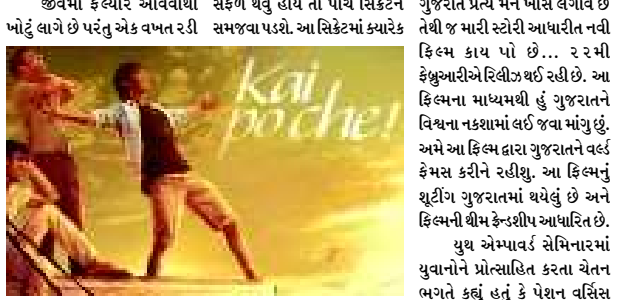 જીવમાં ફેલ્યોર આવવાથી
ખોટું લાગે છે પરંતુ એક વખત રડી
સફળ થવુ હોય તો પાંચ સિક્રેટને
સમજવા પડશે. આ સિક્રેટમાં ક્યારેક
Kai
po che!
ગુજરાત પ્રત્યે મને ખાસ લગાવ છે
તેથી જ મારી સ્ટોરી આધારીત નવી
ફિલ્મ કાય પો છે... ૨૨મી
ફેબ્રુઆરીએ રિલીઝ થઈ રહી છે. આ
ફિલ્મના માધ્યમથી હું ગુજરાતને
વિશ્વના નકશામાં લઈ જવા માંગુ છું.
અમે આ ફિલ્મ દ્વારા ગુજરાતને વર્લ્ડ
ફેમસ કરીને રહીશુ. આ ફિલ્મનું
શૂટીંગ ગુજરાતમાં થયેલું છે અને
ફિલ્મની થીમ ફ્રેન્ડશીપ આધારિત છે.
યુથ એમ્પાવર્ડ સેમિનારમાં
યુવાનોને પ્રોત્સાહિત કરતા ચેતન
ભગતે કહ્યું હતું કે પેશન વર્સિસ